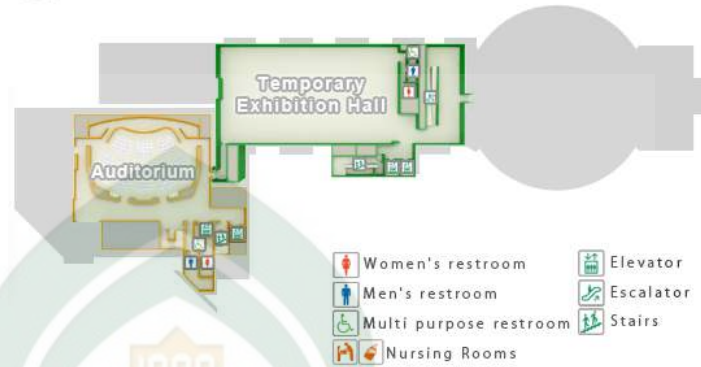 Temporary
Exhibition Hall
Auditorium
Women's restroom
Elevator
Men's restroom
Escalator
Multi purpose restroom
Stairs
Nursing Rooms